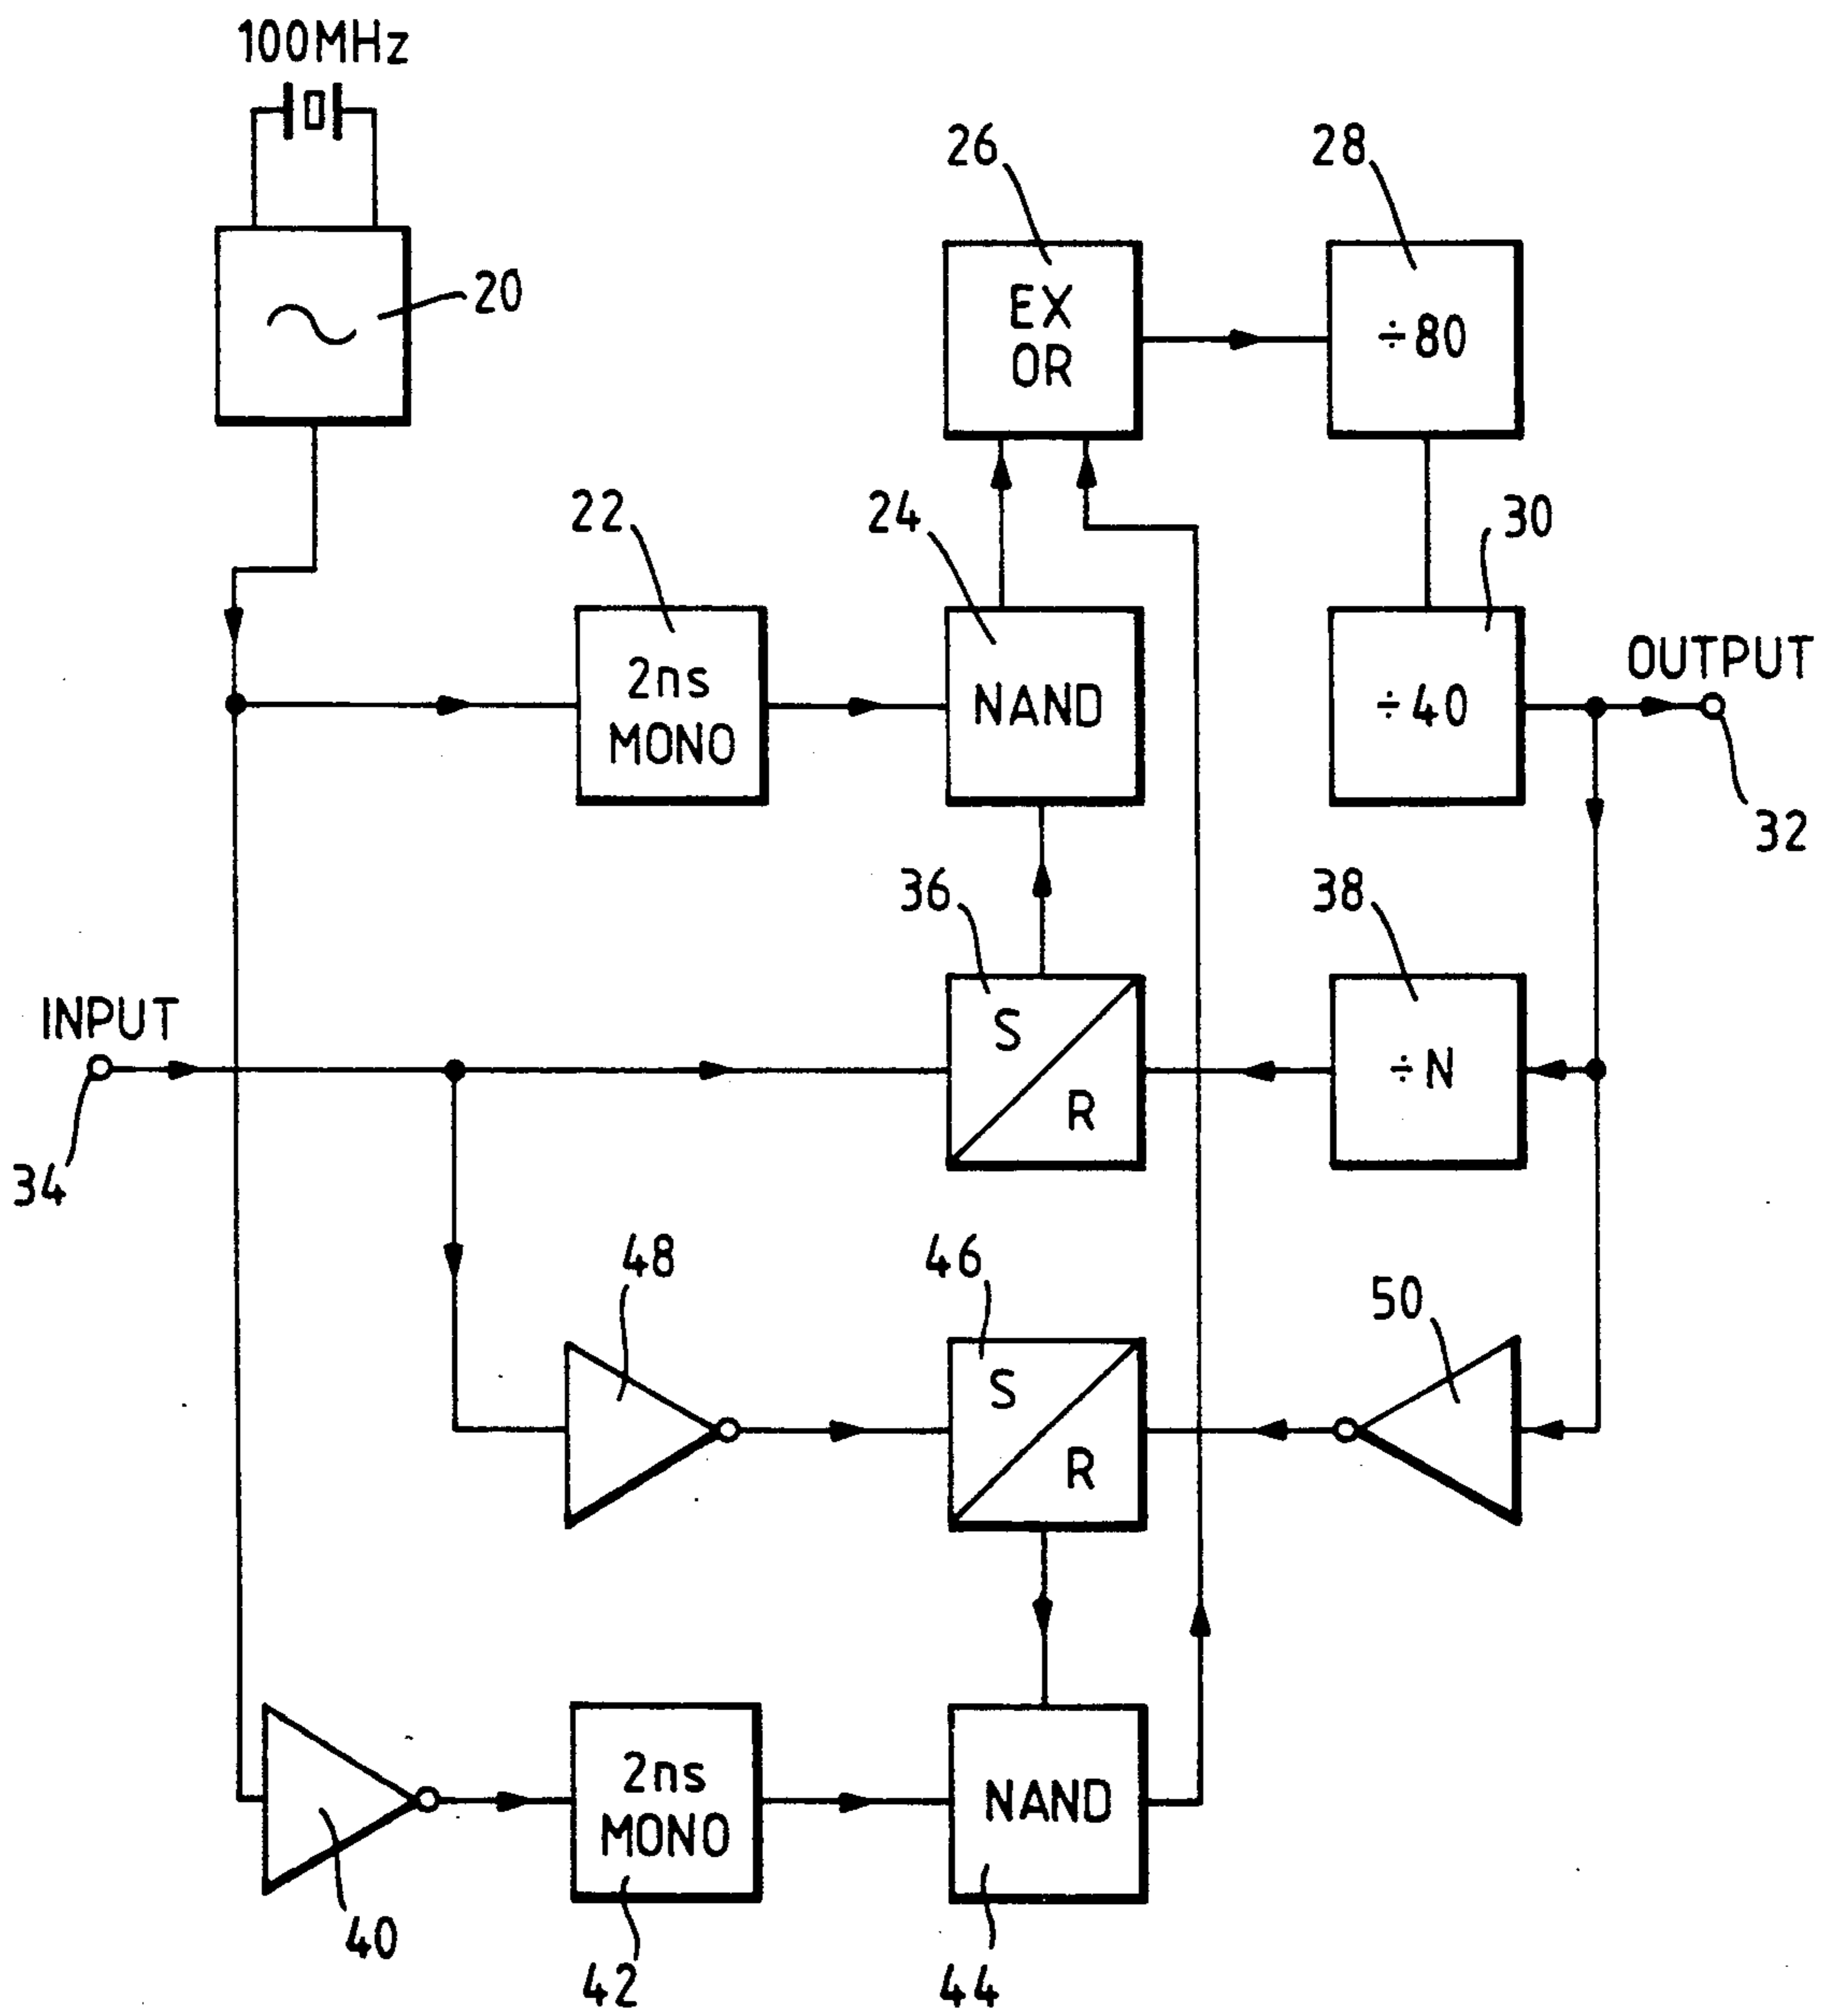 100MHz
20
26
28
EX
OR
÷80
22
24
30
2ns
MONO
NAND
÷40
OUTPUT
32
36
38
INPUT
S
R
÷N
34
48
46
50
S
R
2ns
MONO
NAND
40
42
44